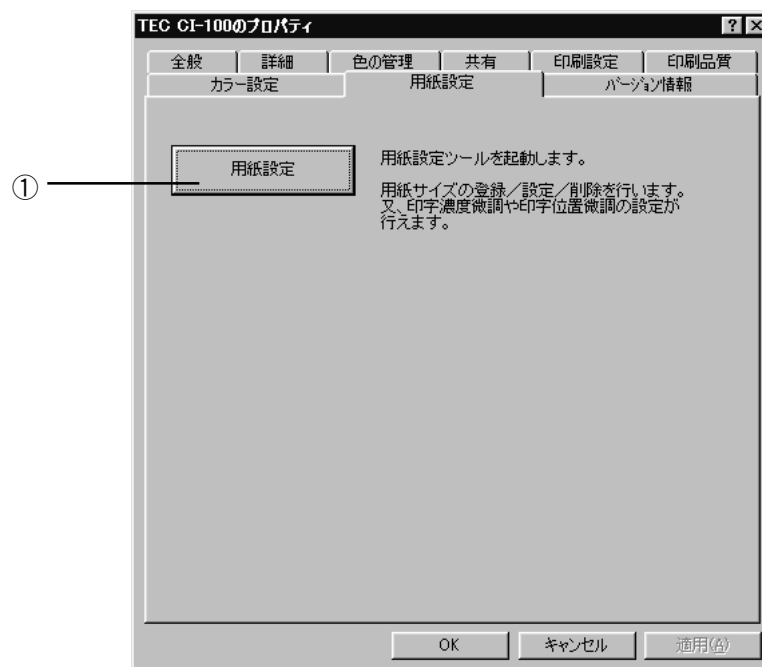 TEC CI-100のプロパティ
全般 詳細 色の管理 共有 印刷設定 印刷品質
カラー設定 用紙設定 バージョン情報
① 用紙設定
用紙設定ツールを起動します。
用紙サイズの登録/設定/削除を行います。
又、印字濃度微調や印字位置微調の設定が
行えます。
OK キャンセル 適用(A)